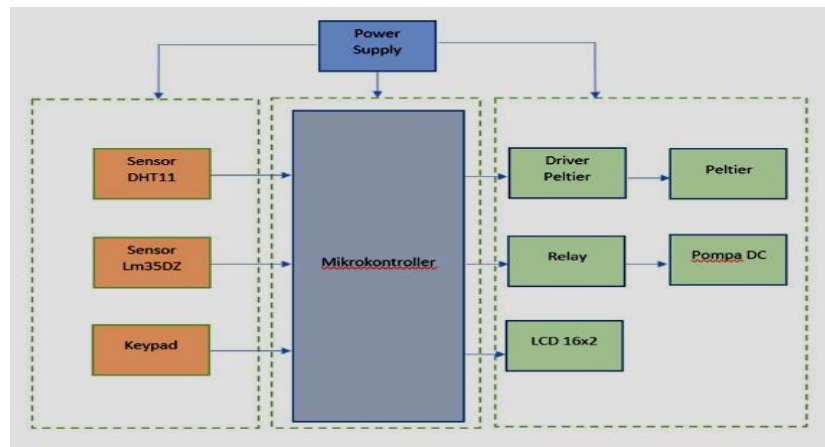 Power
Supply
Sensor
DHT11
Driver
Peltier
Peltier
Sensor
Lm35DZ
Mikrokontroller
Relay
Pompa DC
Keypad
LCD 16x2